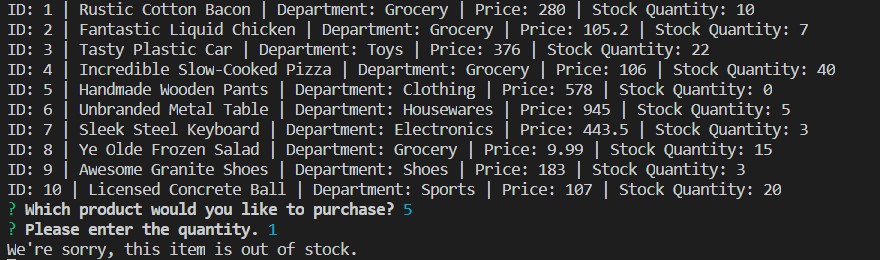 ID: 1 | Rustic Cotton Bacon | Department: Grocery | Price: 280 | Stock Quantity: 10
ID: 2 | Fantastic Liquid Chicken | Department: Grocery | Price: 105.2 | Stock Quantity: 7
ID: 3 | Tasty Plastic Car | Department: Toys | Price: 376 | Stock Quantity: 22
ID: 4 | Incredible Slow-Cooked Pizza | Department: Grocery | Price: 106 | Stock Quantity: 40
ID: 5 | Handmade Wooden Pants | Department: Clothing | Price: 578 | Stock Quantity: 0
ID: 6 | Unbranded Metal Table | Department: Housewares | Price: 945 | Stock Quantity: 5
ID: 7 | Sleek Steel Keyboard | Department: Electronics | Price: 443.5 | Stock Quantity: 3
ID: 8 | Ye Olde Frozen Salad | Department: Grocery | Price: 9.99 | Stock Quantity: 15
ID: 9 | Awesome Granite Shoes | Department: Shoes | Price: 183 | Stock Quantity: 3
ID: 10 | Licensed Concrete Ball | Department: Sports | Price: 107 | Stock Quantity: 20
? Which product would you like to purchase? 5
? Please enter the quantity. 1
We're sorry, this item is out of stock.